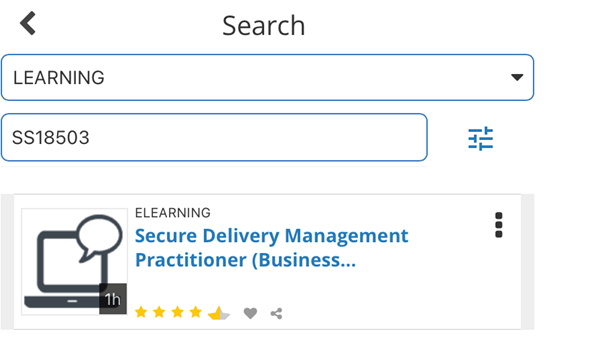 Search
LEARNING
SS18503
ELEARNING
Secure Delivery Management
Practitioner (Business...
1h